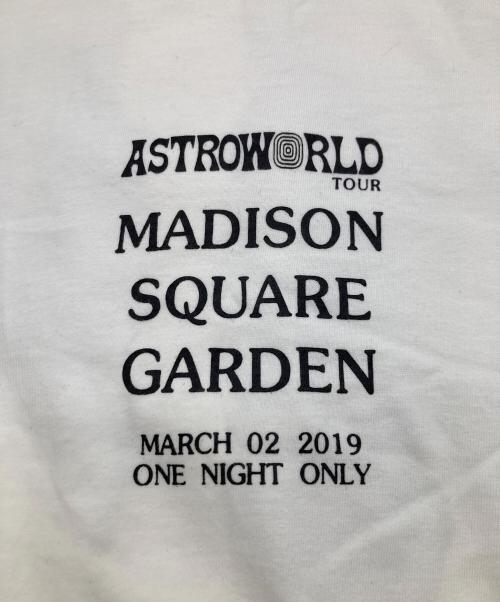 ASTROWORLD
TOUR
MADISON
SQUARE
GARDEN
MARCH 02 2019
ONE NIGHT ONLY